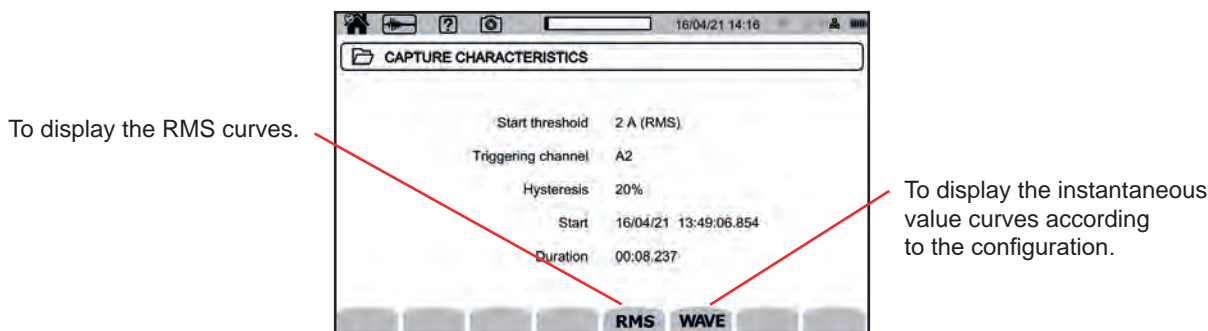 16/04/21 14:16
CAPTURE CHARACTERISTICS
Start threshold 2 A (RMS)
Triggering channel A2
Hysteresis 20%
Start 16/04/21 13:49:06.854
Duration 00:08.237
RMS WAVE
To display the RMS curves.
To display the instantaneous
value curves according
to the configuration.